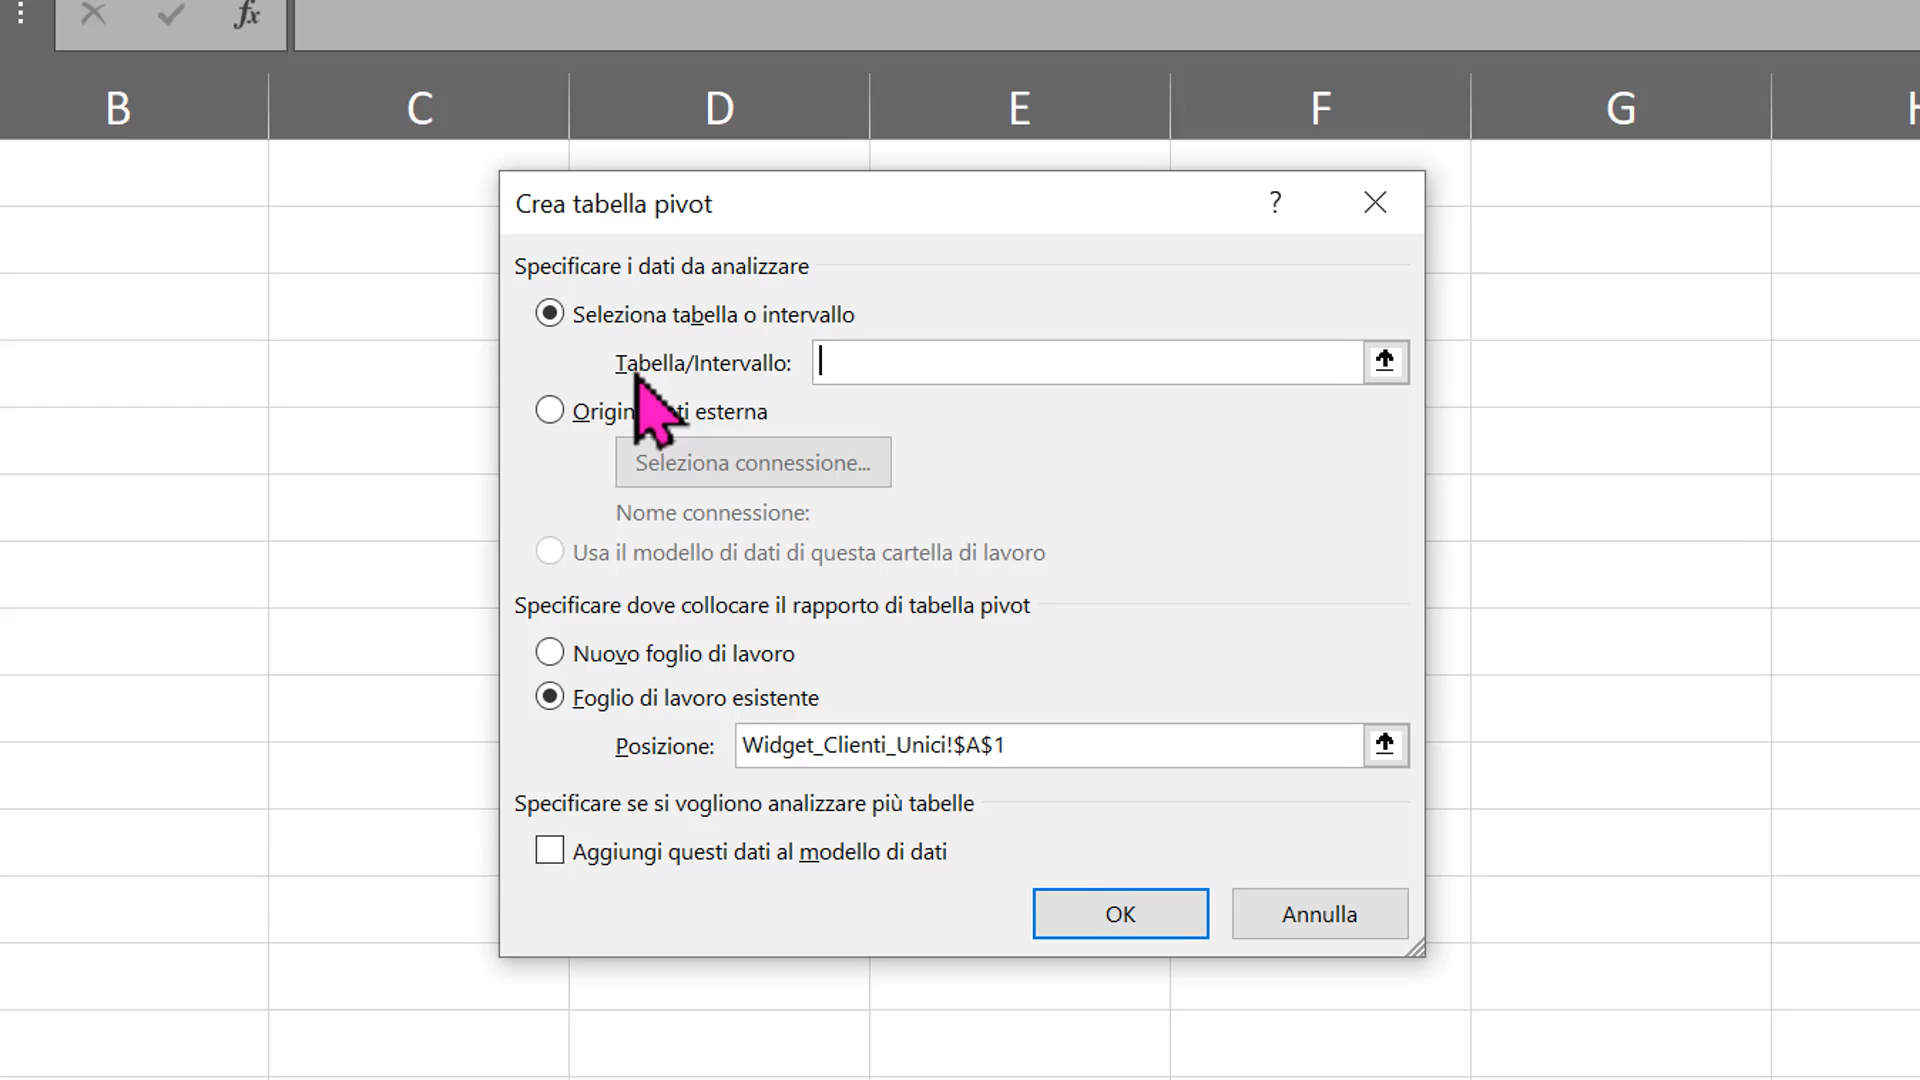 fx
B C D E F G H
Crea tabella pivot ?
Specificare i dati da analizzare
Seleziona tabella o intervallo
Tabella/Intervallo:
Origin ti esterna
Seleziona connessione...
Nome connessione:
Usa il modello di dati di questa cartella di lavoro
Specificare dove collocare il rapporto di tabella pivot
Nuovo foglio di lavoro
Foglio di lavoro esistente
Posizione: Widget_Clienti_Unici!$A$1
Specificare se si vogliono analizzare più tabelle
Aggiungi questi dati al modello di dati
OK Annulla